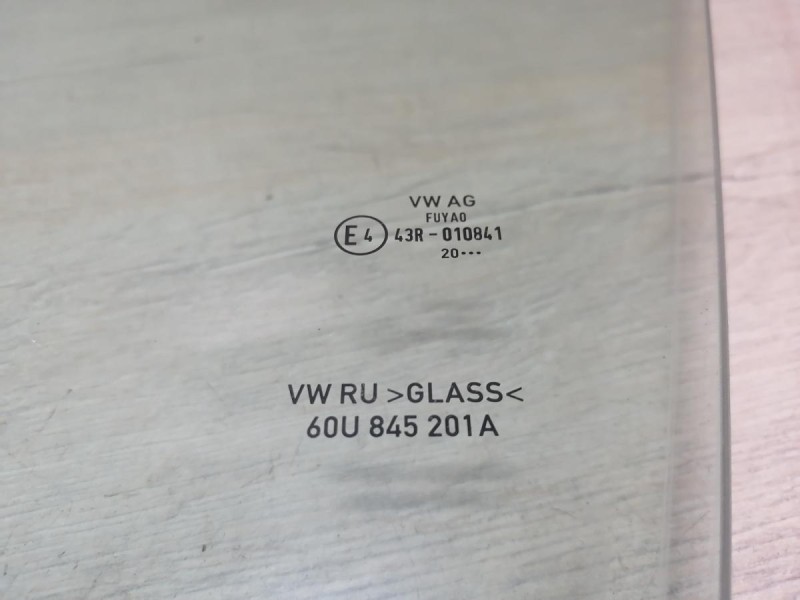 VW AG
FUYAO
E4 43R-010841
20•••
VW RU >GLASS<
60U 845 201A